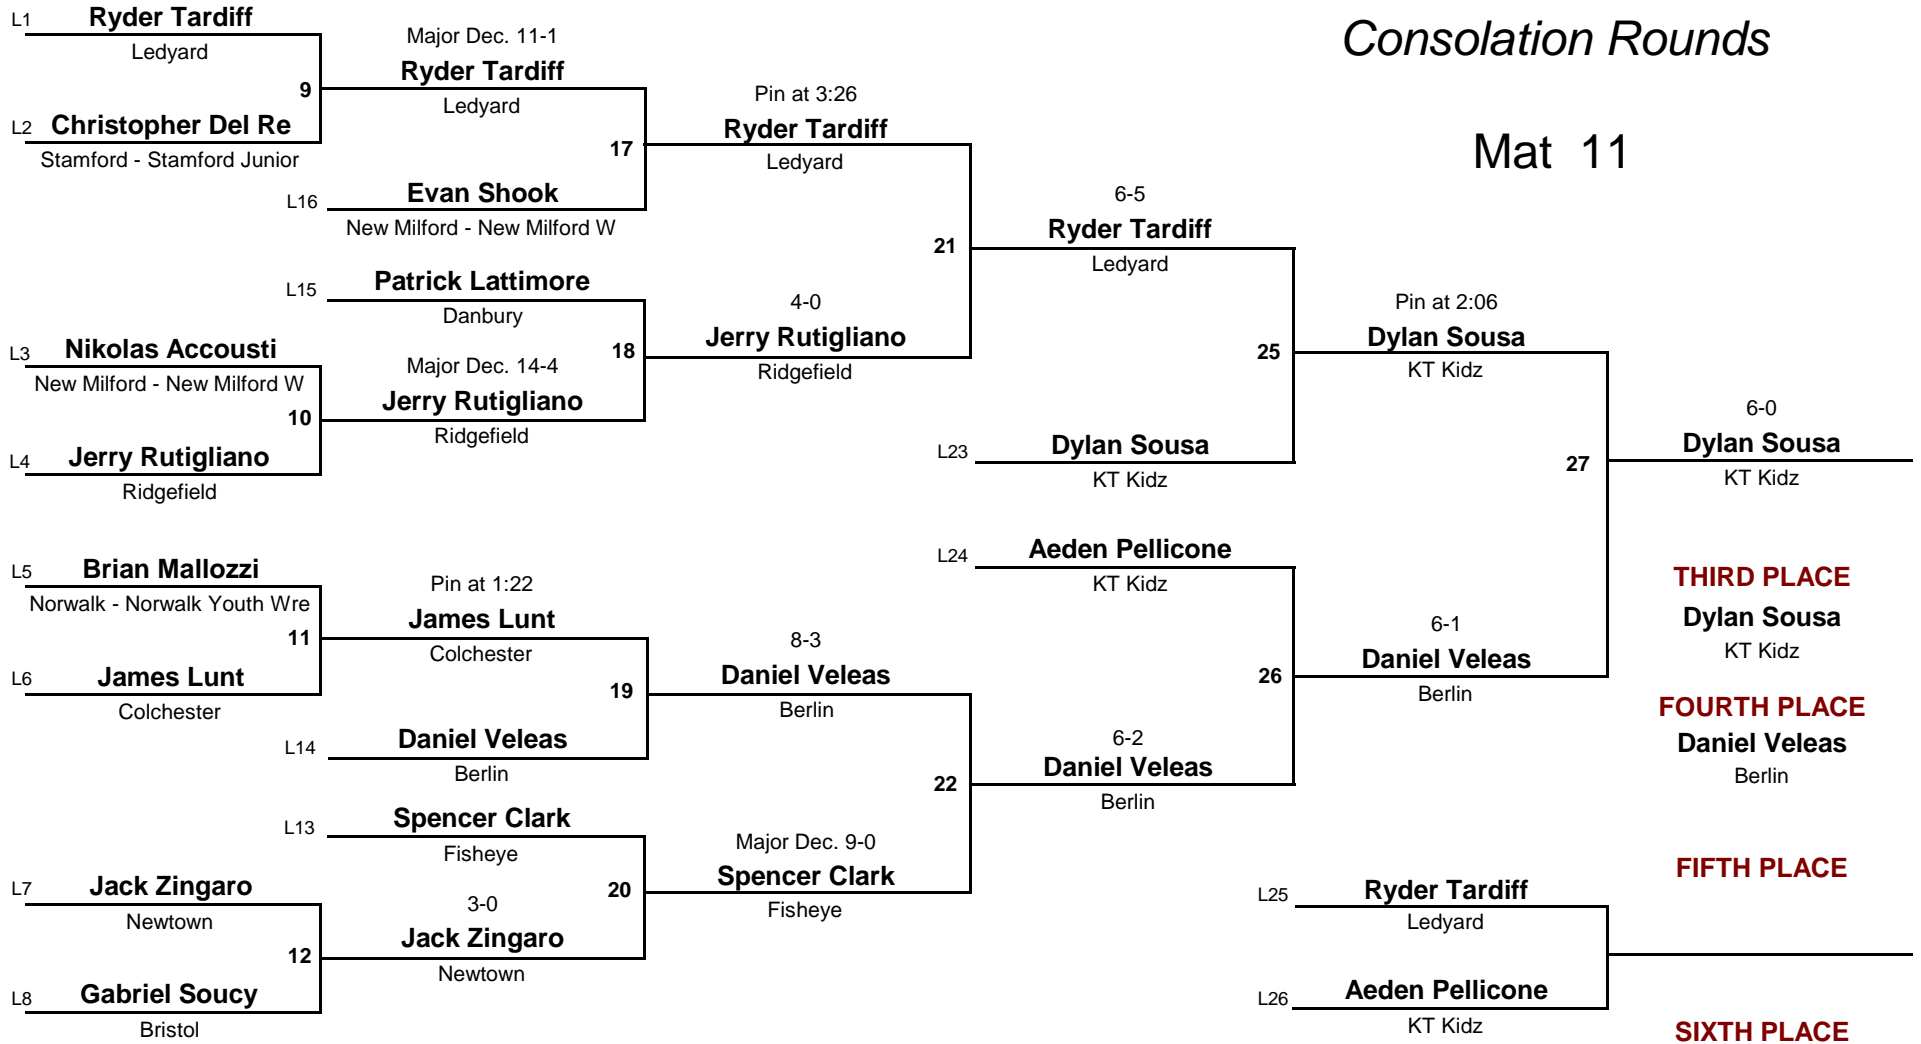 Consolation Rounds
Mat 11
L1 Ryder Tardiff
Ledyard
9
L2 Christopher Del Re
Stamford - Stamford Junior
Major Dec. 11-1
Ryder Tardiff
Ledyard
17
L16 Evan Shook
New Milford - New Milford W
Pin at 3:26
Ryder Tardiff
Ledyard
21
L15 Patrick Lattimore
Danbury
18
L3 Nikolas Accousti
New Milford - New Milford W
10
L4 Jerry Rutigliano
Ridgefield
Major Dec. 14-4
Jerry Rutigliano
Ridgefield
4-0
Jerry Rutigliano
Ridgefield
6-5
Ryder Tardiff
Ledyard
25
L23 Dylan Sousa
KT Kidz
Pin at 2:06
Dylan Sousa
KT Kidz
27
6-0
Dylan Sousa
KT Kidz
L5 Brian Mallozzi
Norwalk - Norwalk Youth Wre
11
L6 James Lunt
Colchester
Pin at 1:22
James Lunt
Colchester
19
L14 Daniel Veleas
Berlin
8-3
Daniel Veleas
Berlin
22
L13 Spencer Clark
Fisheye
20
L7 Jack Zingaro
Newtown
12
L8 Gabriel Soucy
Bristol
3-0
Jack Zingaro
Newtown
Major Dec. 9-0
Spencer Clark
Fisheye
L24 Aeden Pellicone
KT Kidz
26
6-2
Daniel Veleas
Berlin
6-1
Daniel Veleas
Berlin
THIRD PLACE
Dylan Sousa
KT Kidz
FOURTH PLACE
Daniel Veleas
Berlin
FIFTH PLACE
L25 Ryder Tardiff
Ledyard
L26 Aeden Pellicone
KT Kidz
SIXTH PLACE